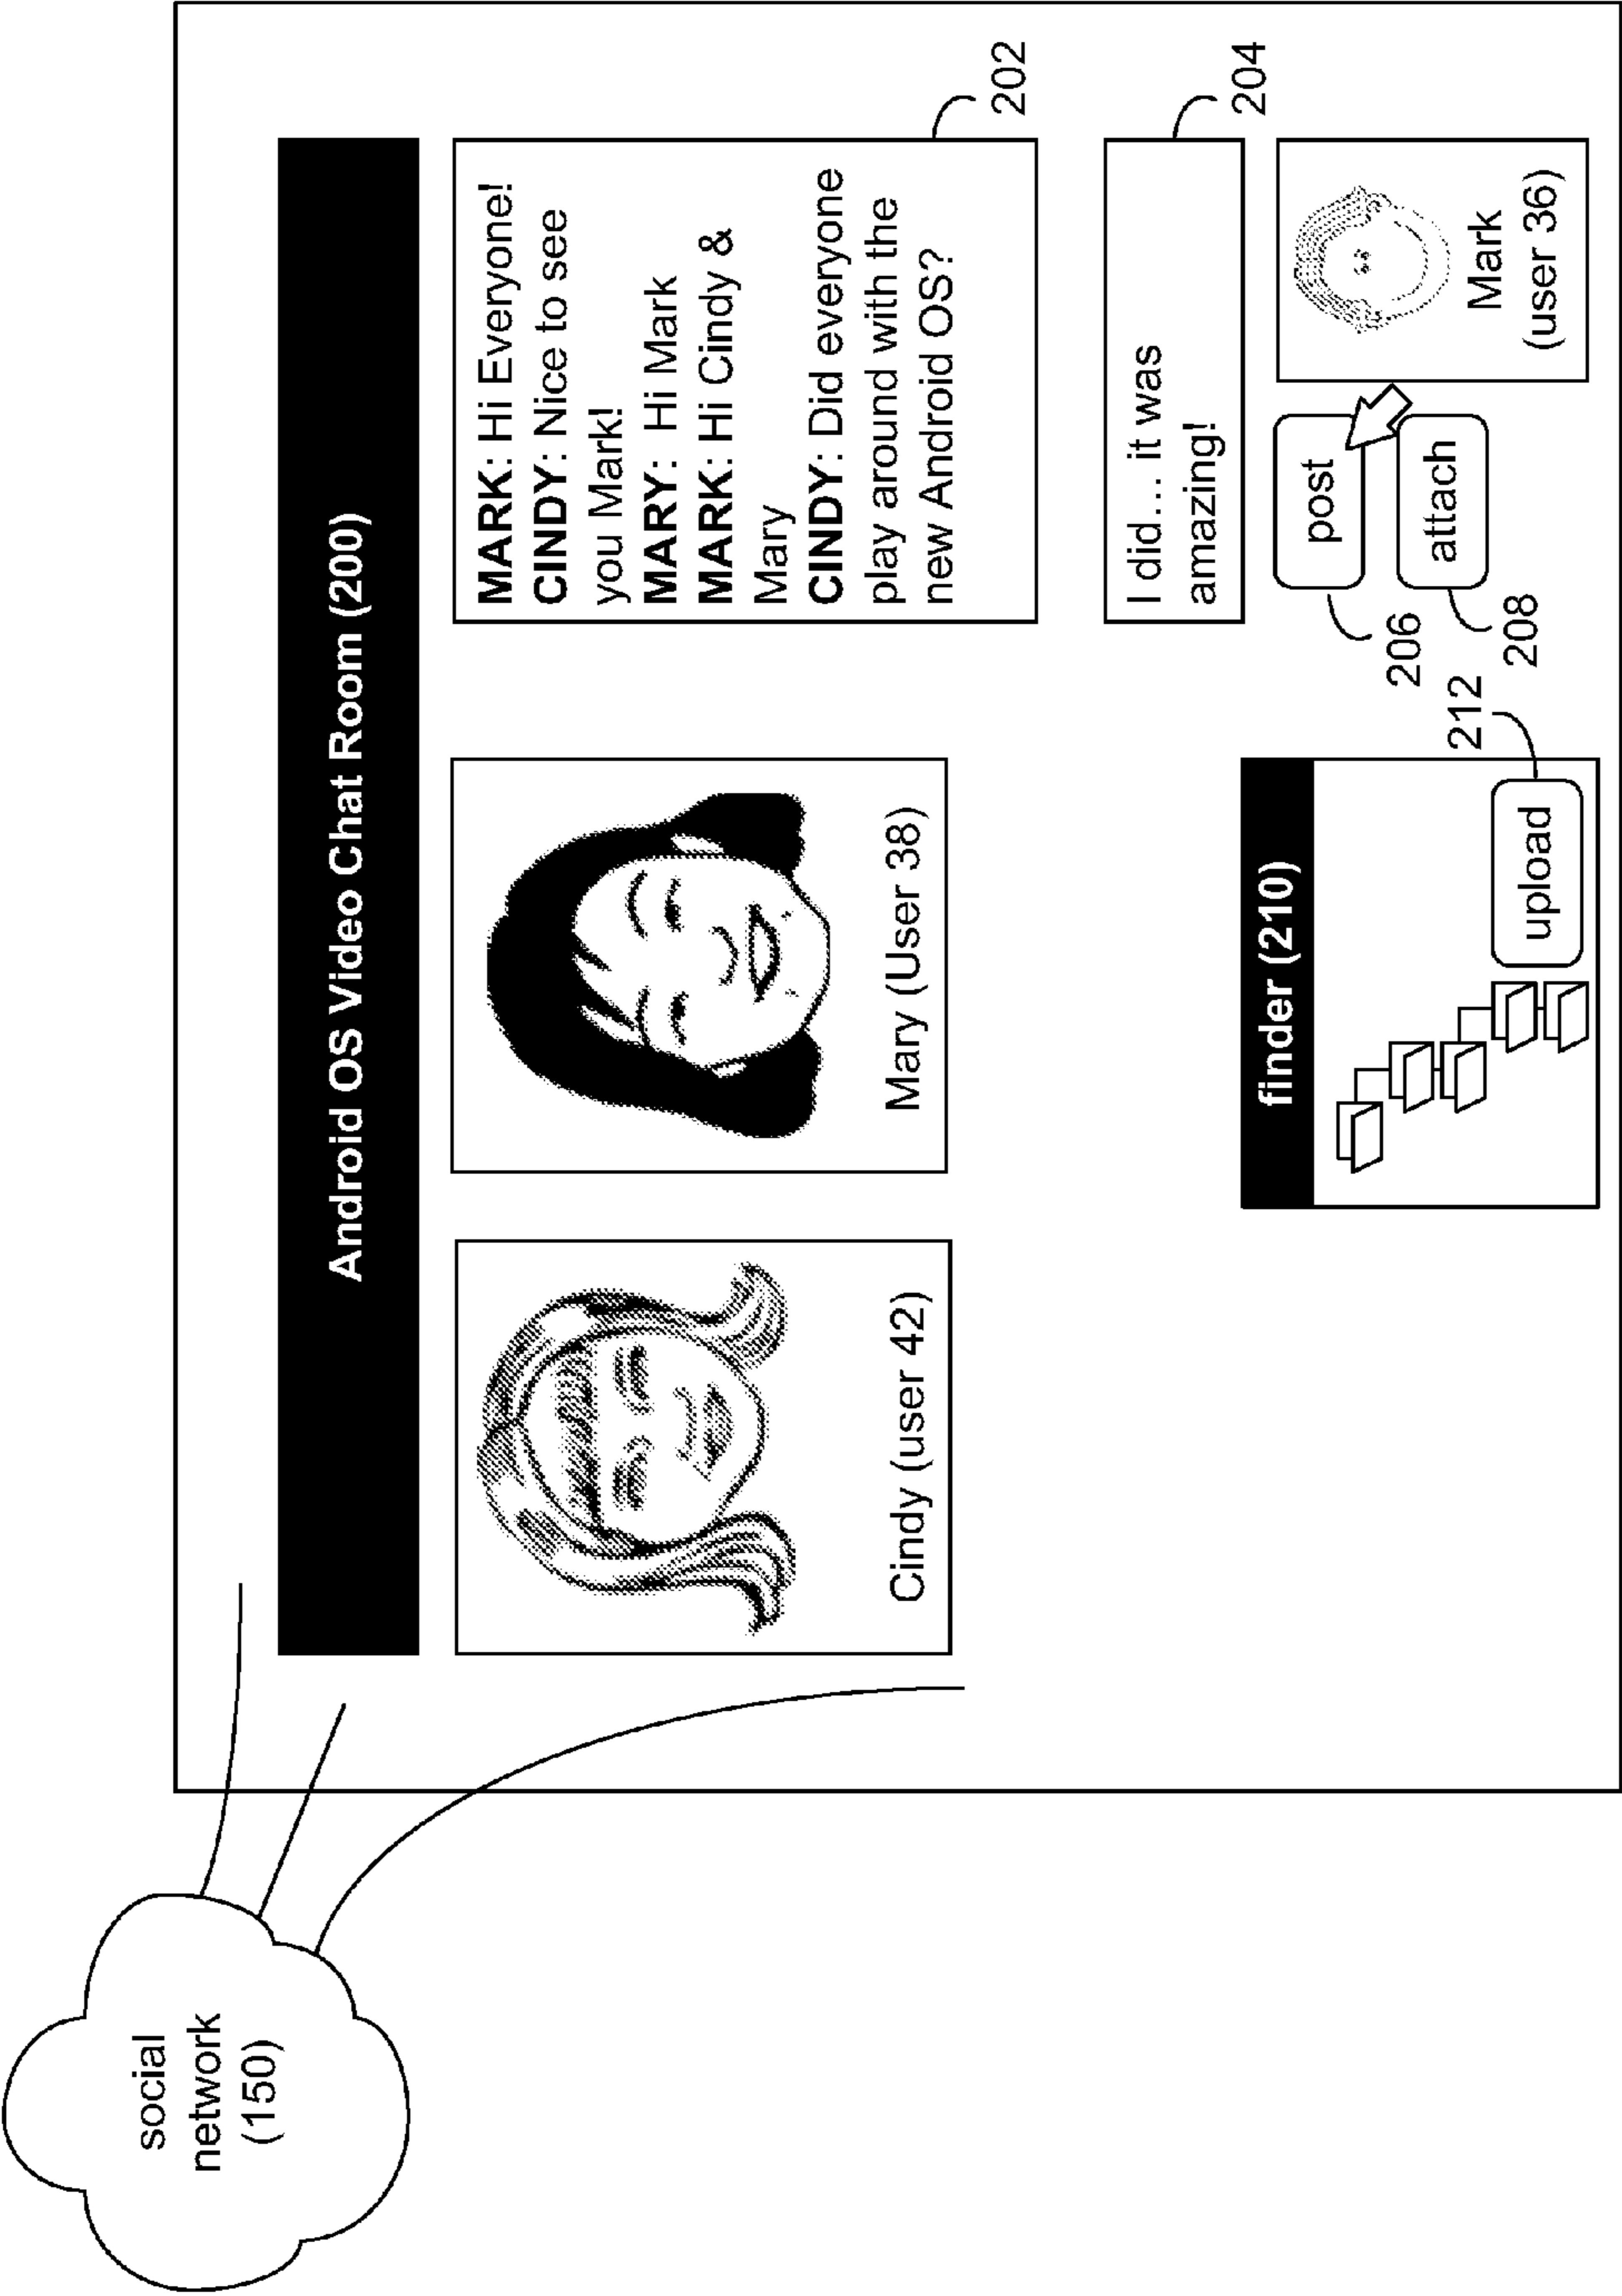 social
network
(150)
Android OS Video Chat Room (200)
Cindy (user 42)
Mary (User 38)
MARK: Hi Everyone!
CINDY: Nice to see
you Mark!
MARY:  Hi Mark
MARK: Hi Cindy &
Mary
CINDY: Did everyone
play around with the
new Android OS?
202
I did... it was
amazing!
204
post
206
attach
208
Mark
(user 36)
finder (210)
upload
212